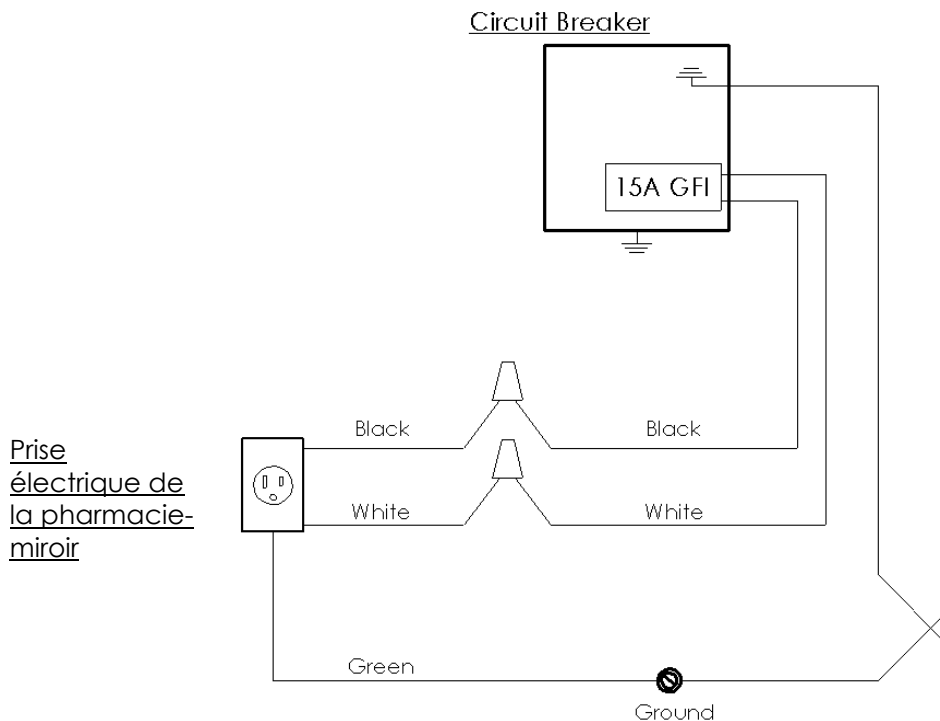 Circuit Breaker
15A GFI
Black
Black
Prise
électrique de
la pharmacie-
miroir
White
White
Green
Ground